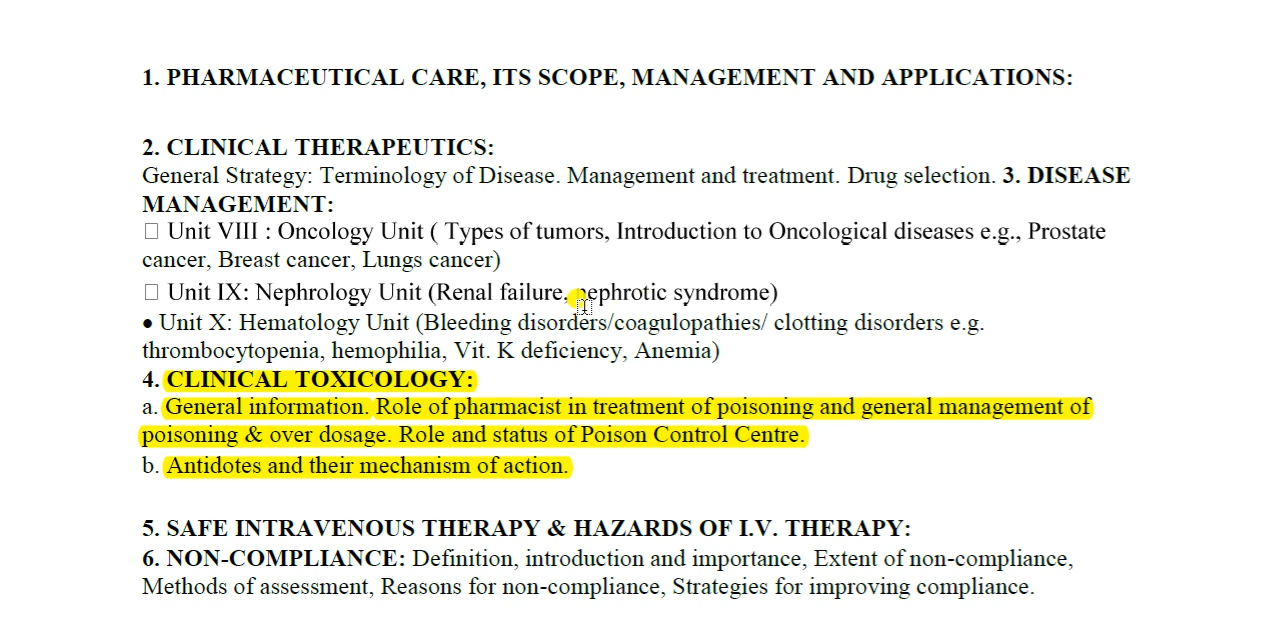 1. PHARMACEUTICAL CARE, ITS SCOPE, MANAGEMENT AND APPLICATIONS:
2. CLINICAL THERAPEUTICS:
General Strategy: Terminology of Disease. Management and treatment. Drug selection. 3. DISEASE
MANAGEMENT:
□ Unit VIII : Oncology Unit ( Types of tumors, Introduction to Oncological diseases e.g., Prostate
cancer, Breast cancer, Lungs cancer)
□ Unit IX: Nephrology Unit (Renal failure, nephrotic syndrome)
• Unit X: Hematology Unit (Bleeding disorders/coagulopathies/ clotting disorders e.g.
thrombocytopenia, hemophilia, Vit. K deficiency, Anemia)
4. CLINICAL TOXICOLOGY:
a. General information. Role of pharmacist in treatment of poisoning and general management of
poisoning & over dosage. Role and status of Poison Control Centre.
b. Antidotes and their mechanism of action.
5. SAFE INTRAVENOUS THERAPY & HAZARDS OF I.V. THERAPY:
6. NON-COMPLIANCE: Definition, introduction and importance, Extent of non-compliance,
Methods of assessment, Reasons for non-compliance, Strategies for improving compliance.